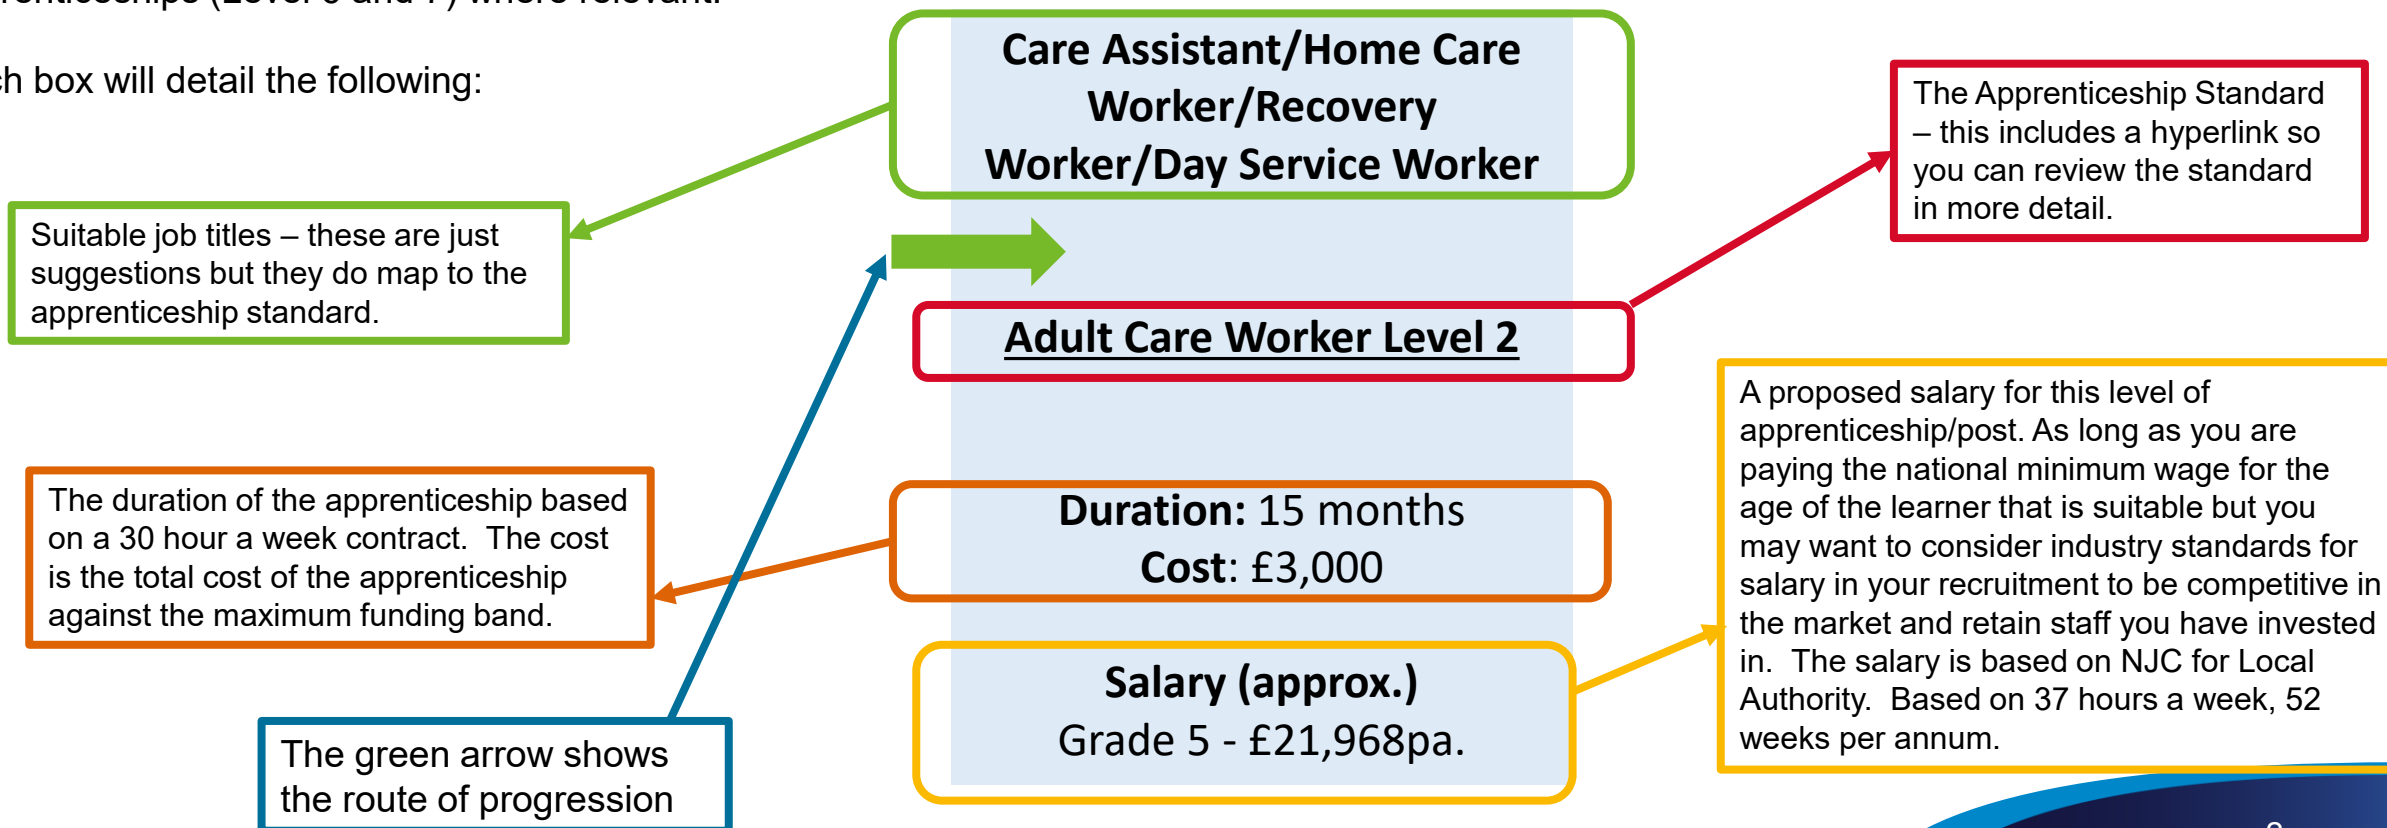 (Level 6 and 7) where relevant.
box will detail the following:
Care Assistant/Home Care
Worker/Recovery
Worker/Day Service Worker
The Apprenticeship Standard
– this includes a hyperlink so
you can review the standard
in more detail.
Suitable job titles – these are just
suggestions but they do map to the
apprenticeship standard.
Adult Care Worker Level 2
A proposed salary for this level of
apprenticeship/post. As long as you are
paying the national minimum wage for the
age of the learner that is suitable but you
may want to consider industry standards for
salary in your recruitment to be competitive in
the market and retain staff you have invested
in.  The salary is based on NJC for Local
Authority.  Based on 37 hours a week, 52
weeks per annum.
The duration of the apprenticeship based
on a 30 hour a week contract.  The cost
is the total cost of the apprenticeship
against the maximum funding band.
Duration: 15 months
Cost: £3,000
Salary (approx.)
Grade 5 - £21,968pa.
The green arrow shows
the route of progression